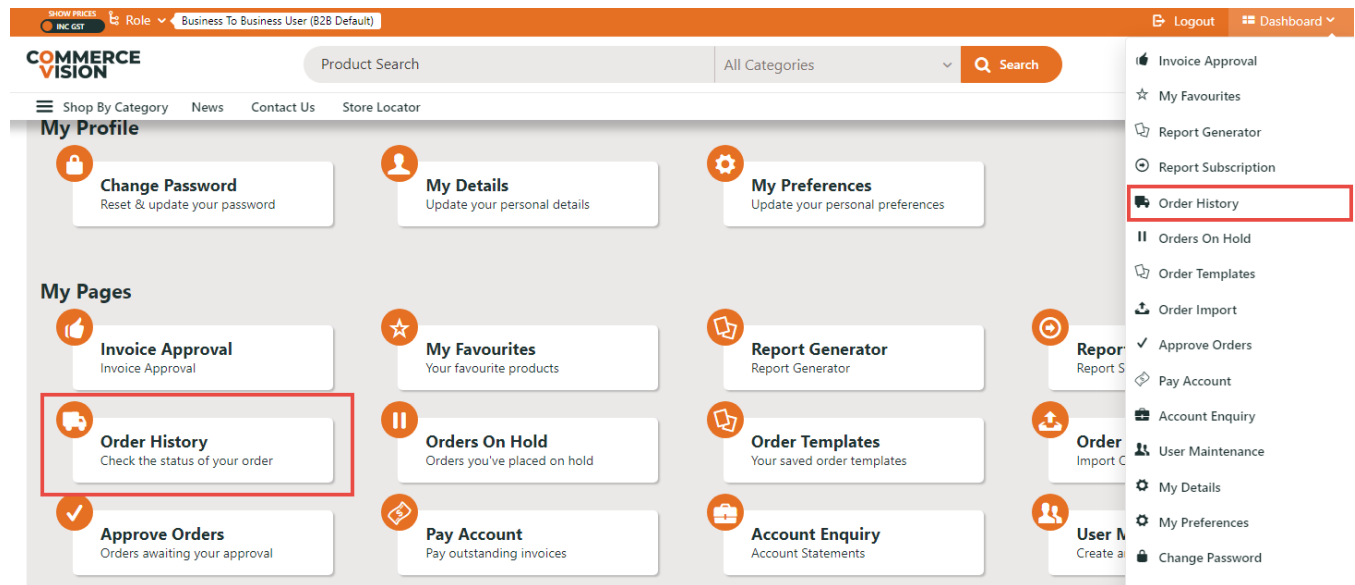 SHOW PRICES
INC GST
Role
Business To Business User (B2B Default)
Logout
Dashboard
COMMERCE
VISION
Product Search
All Categories
Search
Shop By Category
News
Contact Us
Store Locator
My Profile
Change Password
Reset & update your password
My Details
Update your personal details
My Preferences
Update your personal preferences
My Pages
Invoice Approval
Invoice Approval
My Favourites
Your favourite products
Report Generator
Report Generator
Repor
Report S
Order History
Check the status of your order
Orders On Hold
Orders you've placed on hold
Order Templates
Your saved order templates
Order
Import C
Approve Orders
Orders awaiting your approval
Pay Account
Pay outstanding invoices
Account Enquiry
Account Statements
User M
Create a
Invoice Approval
My Favourites
Report Generator
Report Subscription
Order History
Orders On Hold
Order Templates
Order Import
Approve Orders
Pay Account
Account Enquiry
User Maintenance
My Details
My Preferences
Change Password